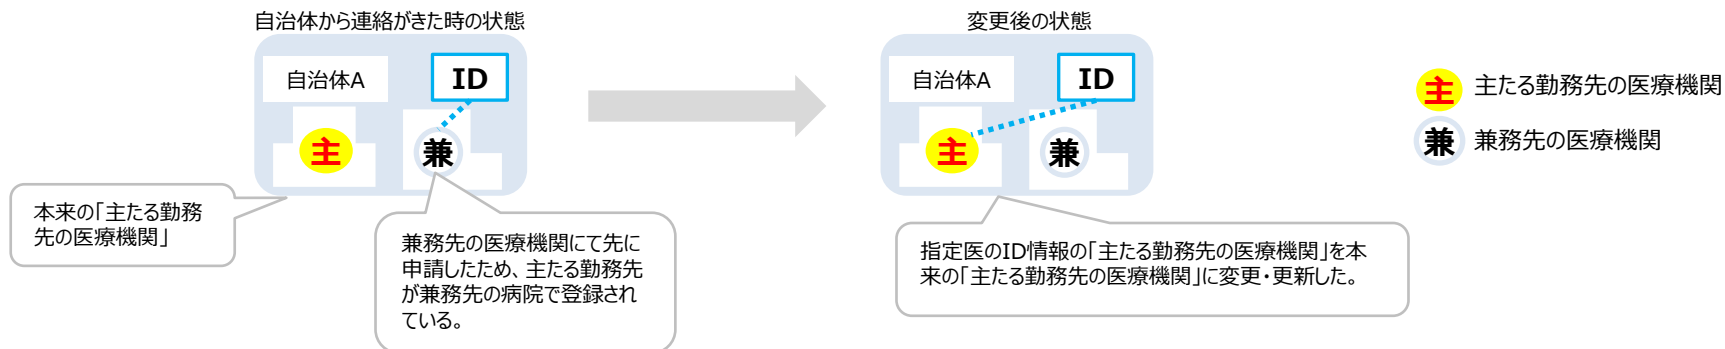 自治体から連絡がきた時の状態
自治体A
ID
主
兼
本来の「主たる勤務
先の医療機関」
兼務先の医療機関にて先に
申請したため、主たる勤務先
が兼務先の病院で登録され
ている。
変更後の状態
自治体A
ID
主
兼
指定医のID情報の「主たる勤務先の医療機関」を本
来の「主たる勤務先の医療機関」に変更・更新した。
主 主たる勤務先の医療機関
兼 兼務先の医療機関